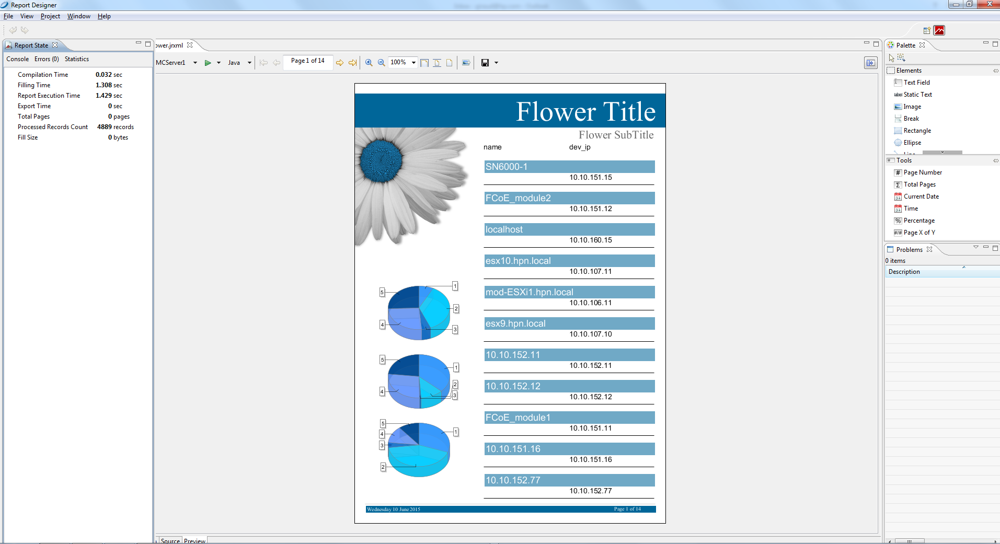 Report Designer
File View Project Window Help
Report State
Console Errors (0) Statistics
Compilation Time 0.032 sec
Filling Time 1.308 sec
Report Execution Time 1.429 sec
Export Time 0 sec
Total Pages 0 pages
Processed Records Count 4889 records
Fill Size 0 bytes
ower.jrxml
MCServer1 Java Page 1 of 14 100%
Flower Title
Flower SubTitle
name dev_ip
SN6000-1
10.10.151.15
FCoE_module2
10.10.151.12
localhost
10.10.160.15
esx10.hpn.local
10.10.107.11
mod-ESXi1.hpn.local
10.10.106.11
esx9.hpn.local
10.10.107.10
10.10.152.11
10.10.152.11
10.10.152.12
10.10.152.12
FCoE_module1
10.10.151.11
10.10.151.16
10.10.151.16
10.10.152.77
10.10.152.77
5 1
2
4
3
5
1
2
4 3
5
1
4
3
2
Wednesday 10 June 2015 Page 1 of 14
Source Preview
Palette
Elements
Text Field
label Static Text
Image
Break
Rectangle
Ellipse
Line
Tools
# Page Number
Σ Total Pages
31 Current Date
31 Time
% Percentage
#/# Page X of Y
Problems
0 items
Description